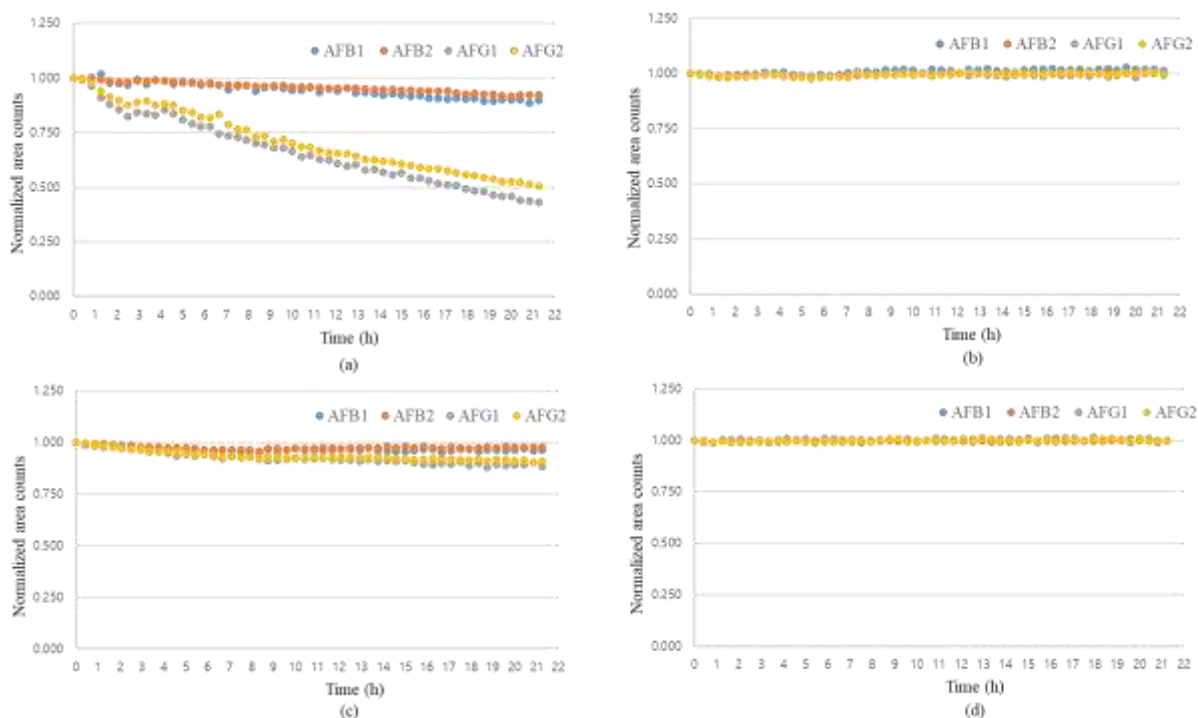 1.250
AFB1 AFB2 AFG1 AFG2
1.000
0.750
0.500
0.250
0.000
Normalized area counts
0 1 2 3 4 5 6 7 8 9 10 11 12 13 14 15 16 17 18 19 20 21 22
Time (h)
(a)
1.250
AFB1 AFB2 AFG1 AFG2
1.000
0.750
0.500
0.250
0.000
Normalized area counts
0 1 2 3 4 5 6 7 8 9 10 11 12 13 14 15 16 17 18 19 20 21 22
Time (h)
(b)
1.250
AFB1 AFB2 AFG1 AFG2
1.000
0.750
0.500
0.250
0.000
Normalized area counts
0 1 2 3 4 5 6 7 8 9 10 11 12 13 14 15 16 17 18 19 20 21 22
Time (h)
(c)
1.250
AFB1 AFB2 AFG1 AFG2
1.000
0.750
0.500
0.250
0.000
Normalized area counts
0 1 2 3 4 5 6 7 8 9 10 11 12 13 14 15 16 17 18 19 20 21 22
Time (h)
(d)